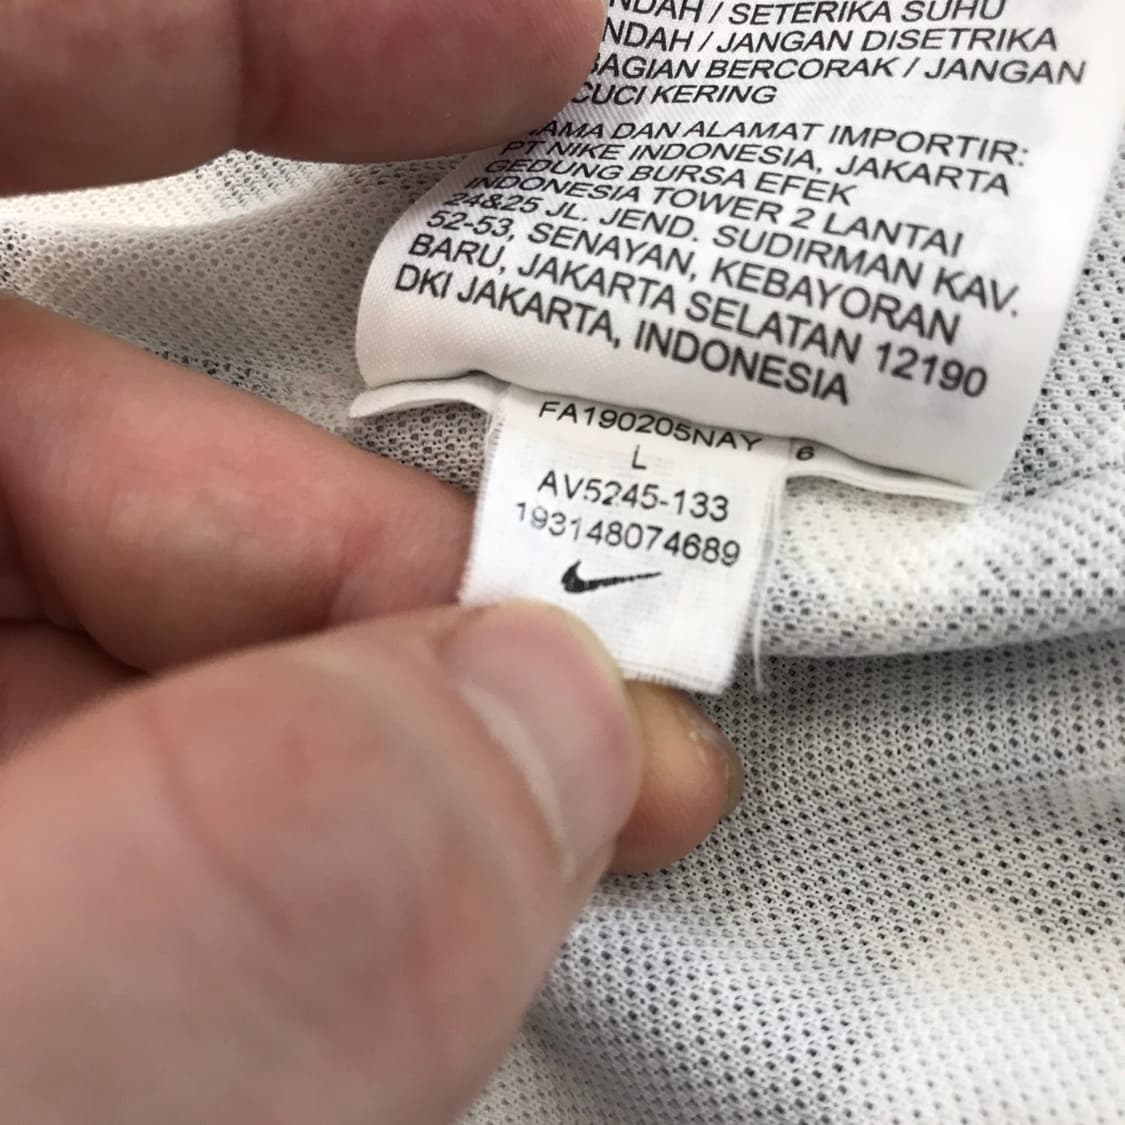 NDAH / SETERIKA SUHU
NDAH / JANGAN DISETRIKA
BAGIAN BERCORAK / JANGAN
CUCI KERING
NAMA DAN ALAMAT IMPORTIR:
PT NIKE INDONESIA, JAKARTA
GEDUNG BURSA EFEK
INDONESIA TOWER 2 LANTAI
24&25 JL. JEND. SUDIRMAN KAV.
52-53, SENAYAN, KEBAYORAN
BARU, JAKARTA SELATAN 12190
DKI JAKARTA, INDONESIA
FA190205NAY 6
L
AV5245-133
193148074689